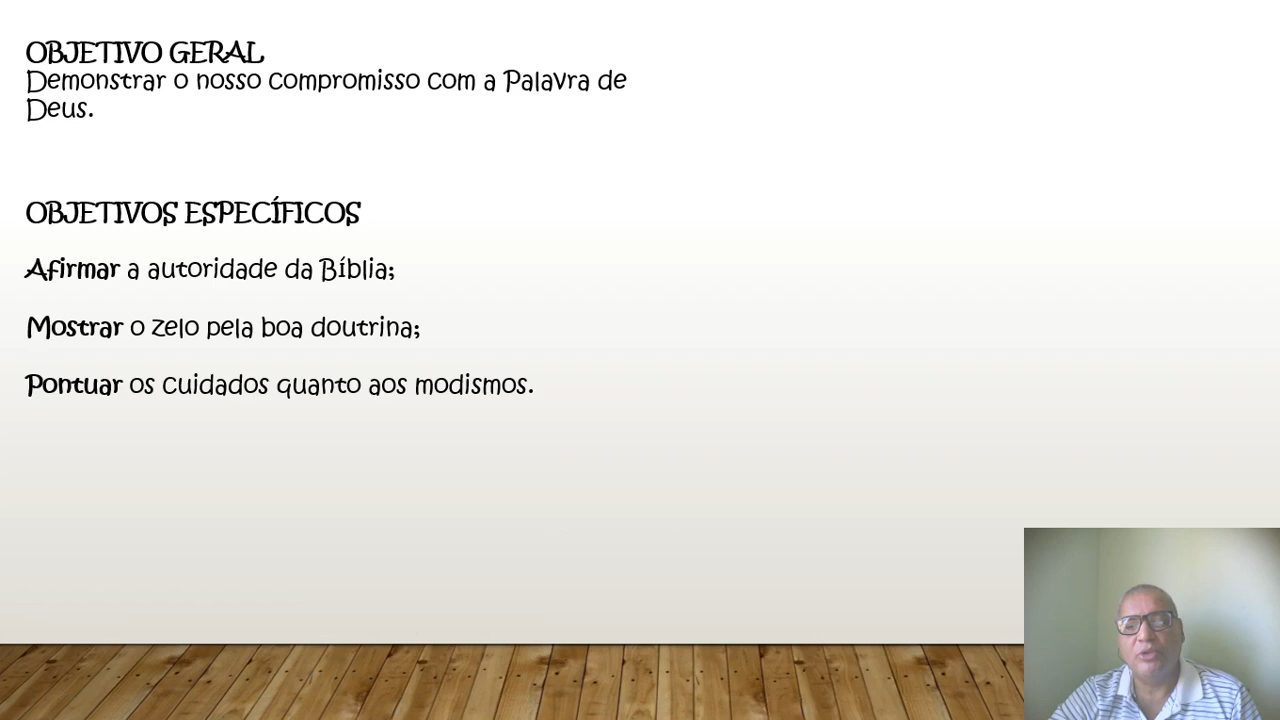 OBJETIVO GERAL
Demonstrar o nosso compromisso com a Palavra de
Deus.
OBJETIVOS ESPECÍFICOS
Afirmar a autoridade da Bíblia;
Mostrar o zelo pela boa doutrina;
Pontuar os cuidados quanto aos modismos.